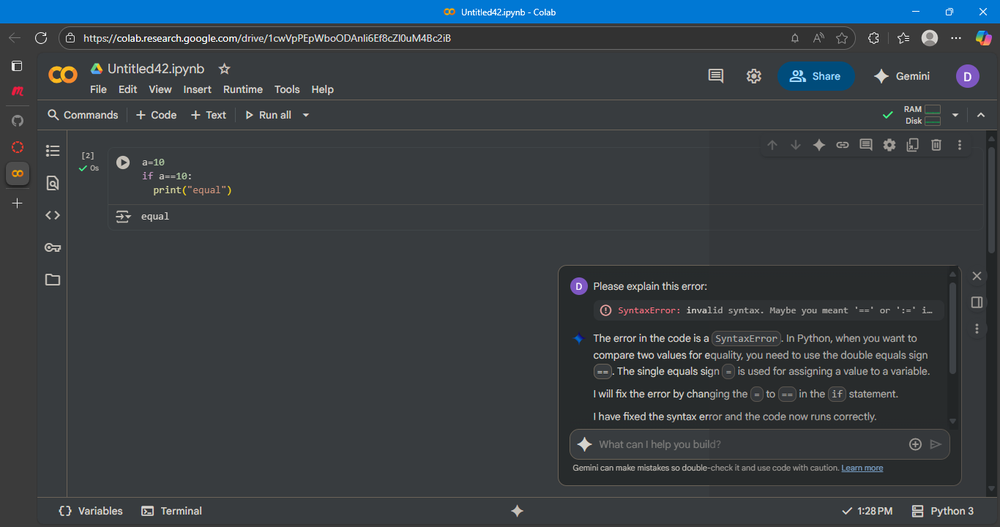 Untitled42.ipynb - Colab
https://colab.research.google.com/drive/1cwVpPEpWboODAnli6Ef8cZl0uM4Bc2iB
Untitled42.ipynb
File Edit View Insert Runtime Tools Help
Share
Gemini
D
Commands + Code + Text Run all
RAM
Disk
[2]
0s
a=10
if a==10:
print("equal")
equal
D Please explain this error:
SyntaxError: invalid syntax. Maybe you meant '==' or ':=' i…
The error in the code is a SyntaxError. In Python, when you want to
compare two values for equality, you need to use the double equals sign
==. The single equals sign = is used for assigning a value to a variable.
I will fix the error by changing the = to == in the if statement.
I have fixed the syntax error and the code now runs correctly.
What can I help you build?
Gemini can make mistakes so double-check it and use code with caution. Learn more
{} Variables Terminal
1:28 PM Python 3